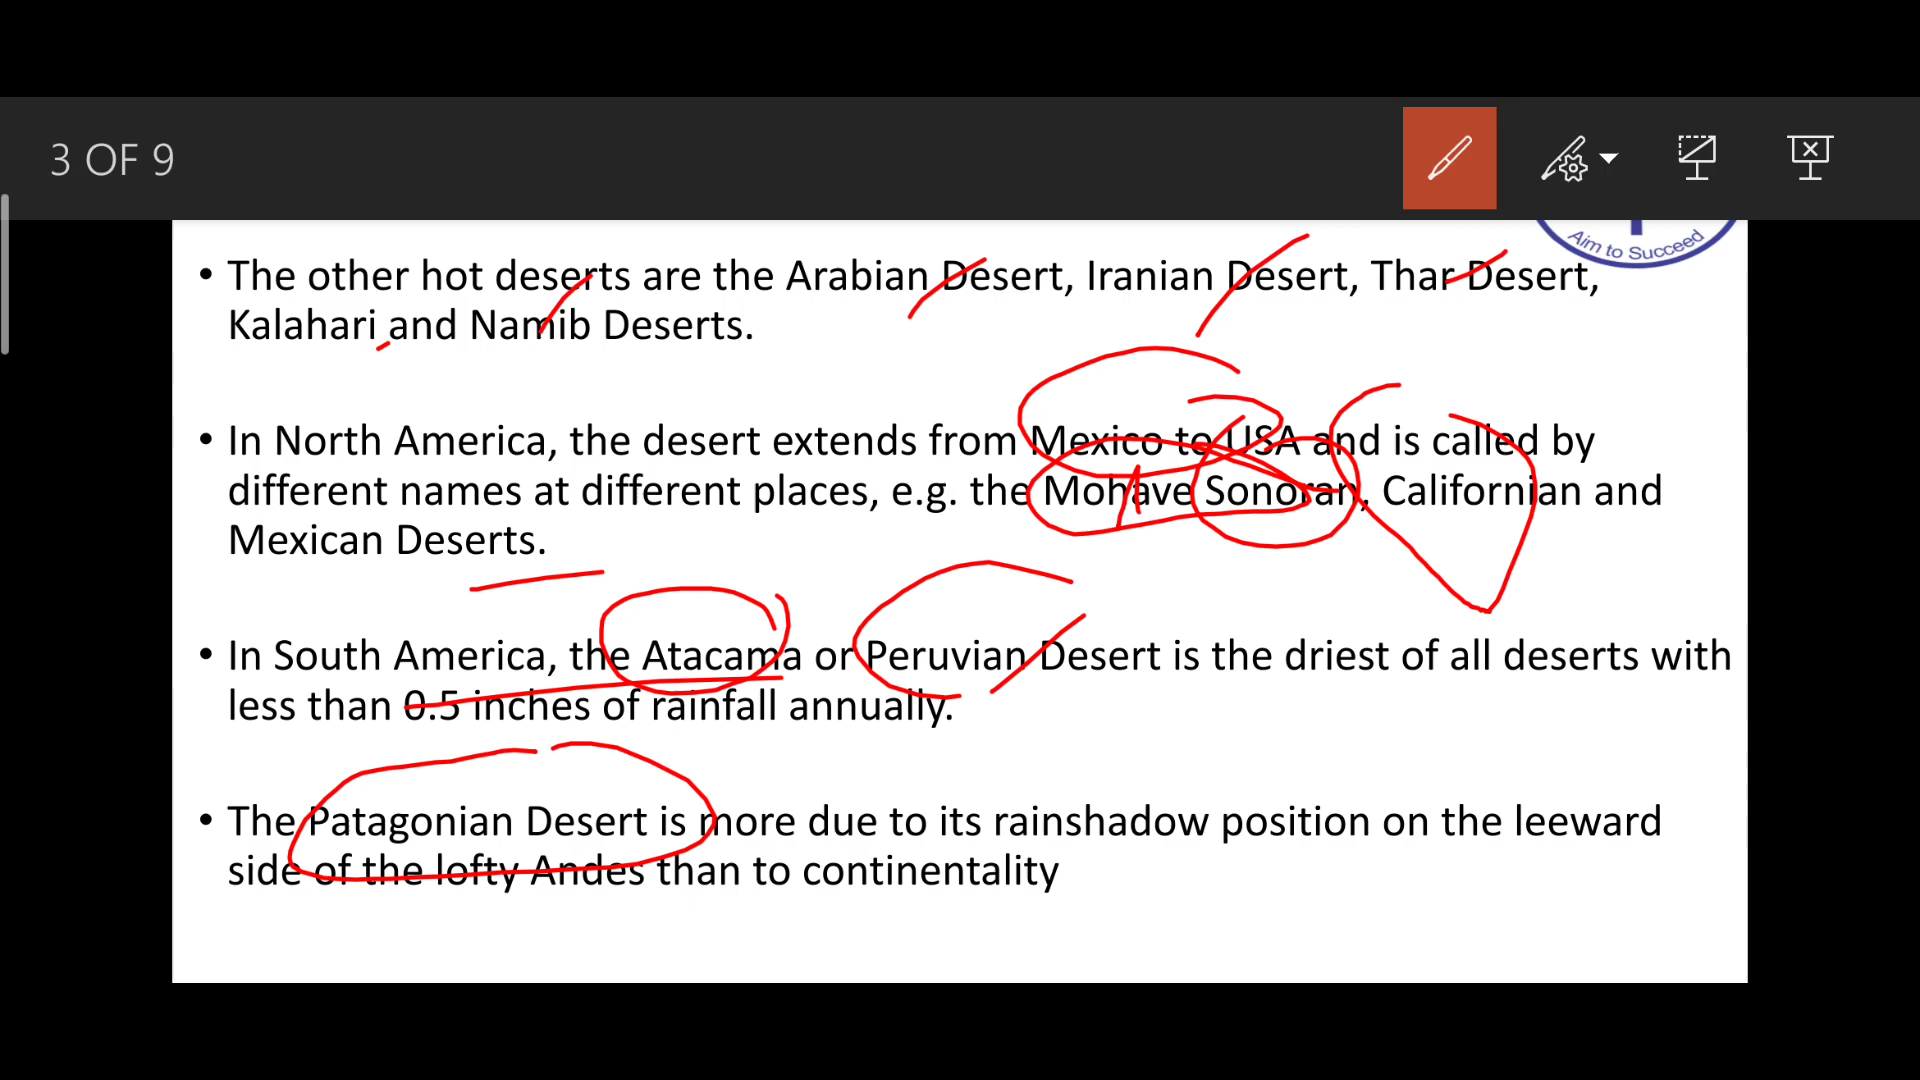 3 OF 9
Aim to Succeed
• The other hot deserts are the Arabian Desert, Iranian Desert, Thar Desert,
Kalahari and Namib Deserts.
• In North America, the desert extends from Mexico to USA and is called by
different names at different places, e.g. the Mohave Sonoran, Californian and
Mexican Deserts.
• In South America, the Atacama or Peruvian Desert is the driest of all deserts with
less than 0.5 inches of rainfall annually.
• The Patagonian Desert is more due to its rainshadow position on the leeward
side of the lofty Andes than to continentality